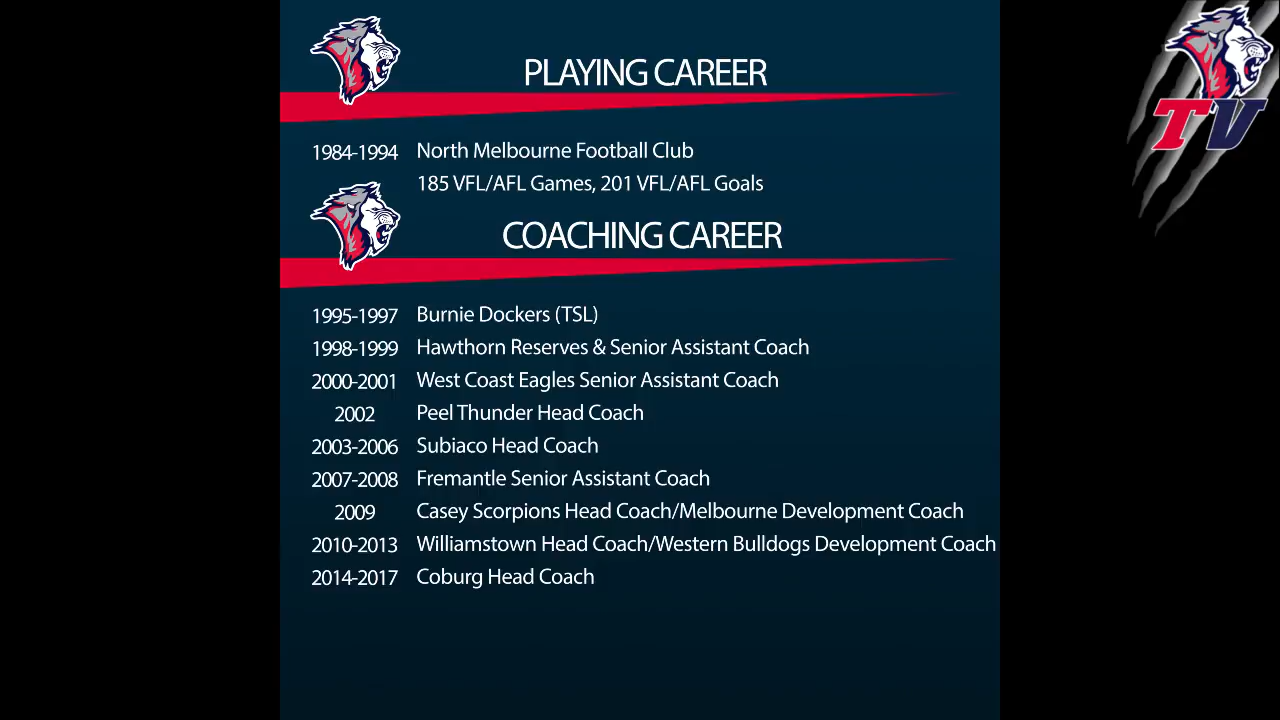 PLAYING CAREER
1984-1994 North Melbourne Football Club
185 VFL/AFL Games, 201 VFL/AFL Goals
COACHING CAREER
1995-1997 Burnie Dockers (TSL)
1998-1999 Hawthorn Reserves & Senior Assistant Coach
2000-2001 West Coast Eagles Senior Assistant Coach
2002 Peel Thunder Head Coach
2003-2006 Subiaco Head Coach
2007-2008 Fremantle Senior Assistant Coach
2009 Casey Scorpions Head Coach/Melbourne Development Coach
2010-2013 Williamstown Head Coach/Western Bulldogs Development Coach
2014-2017 Coburg Head Coach
TV